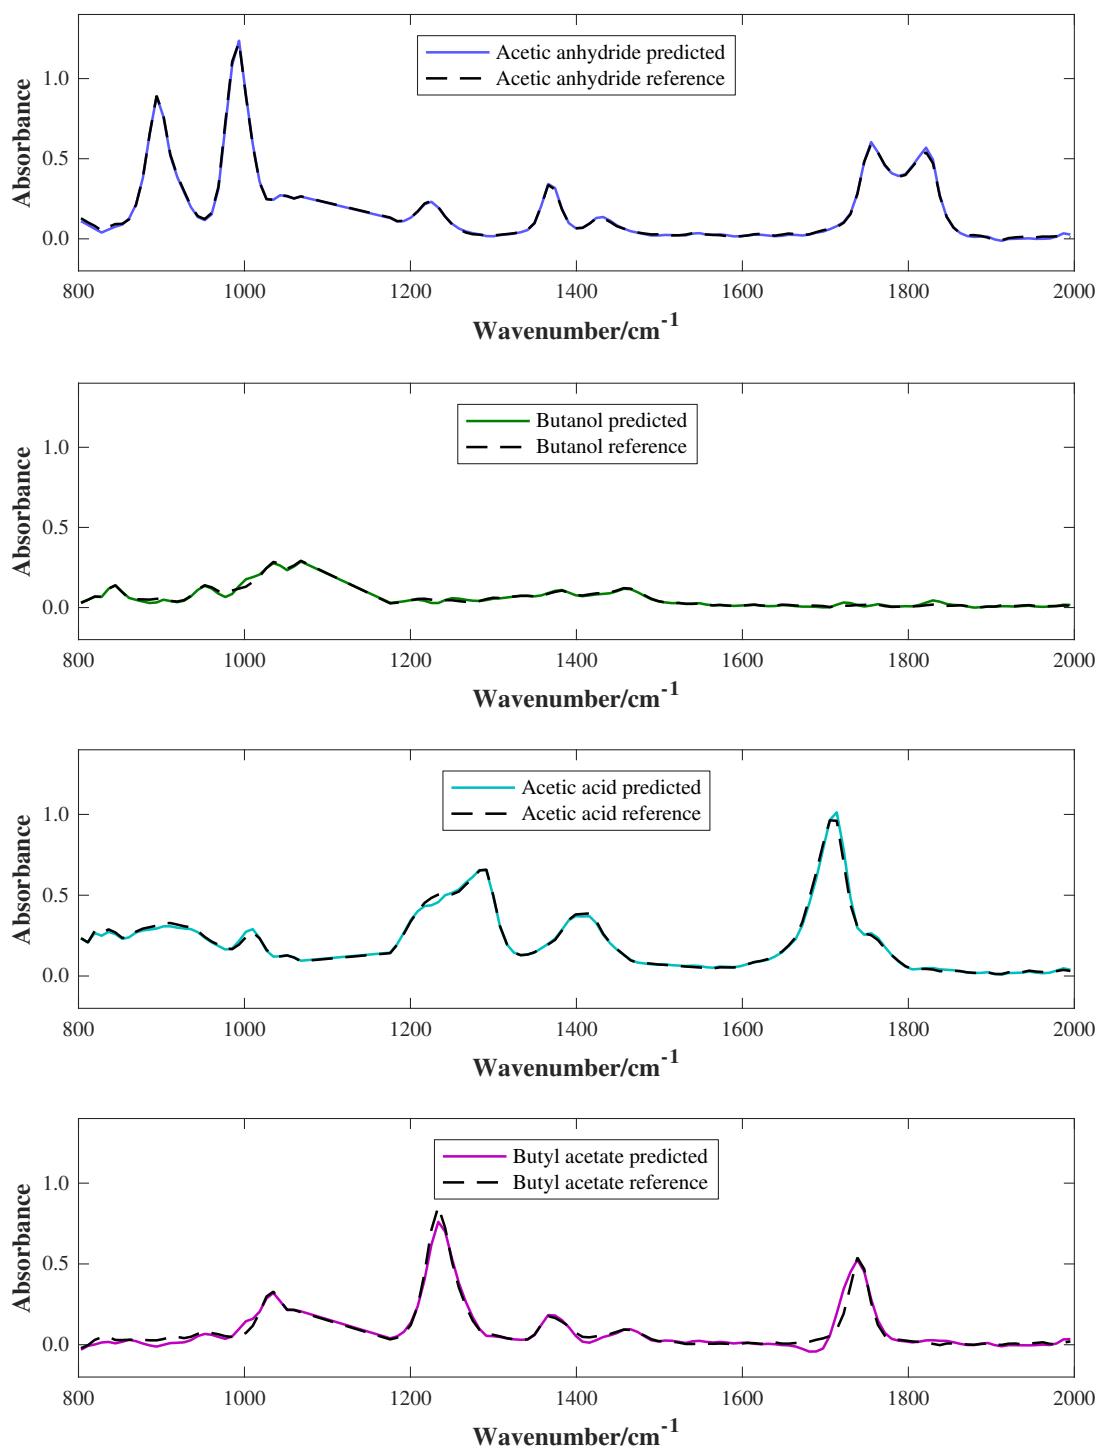 Acetic anhydride predicted
Acetic anhydride reference
1.0
0.5
0.0
Absorbance
800 1000 1200 1400 1600 1800 2000
Wavenumber/cm⁻¹
Butanol predicted
Butanol reference
1.0
0.5
0.0
Absorbance
800 1000 1200 1400 1600 1800 2000
Wavenumber/cm⁻¹
Acetic acid predicted
Acetic acid reference
1.0
0.5
0.0
Absorbance
800 1000 1200 1400 1600 1800 2000
Wavenumber/cm⁻¹
Butyl acetate predicted
Butyl acetate reference
1.0
0.5
0.0
Absorbance
800 1000 1200 1400 1600 1800 2000
Wavenumber/cm⁻¹